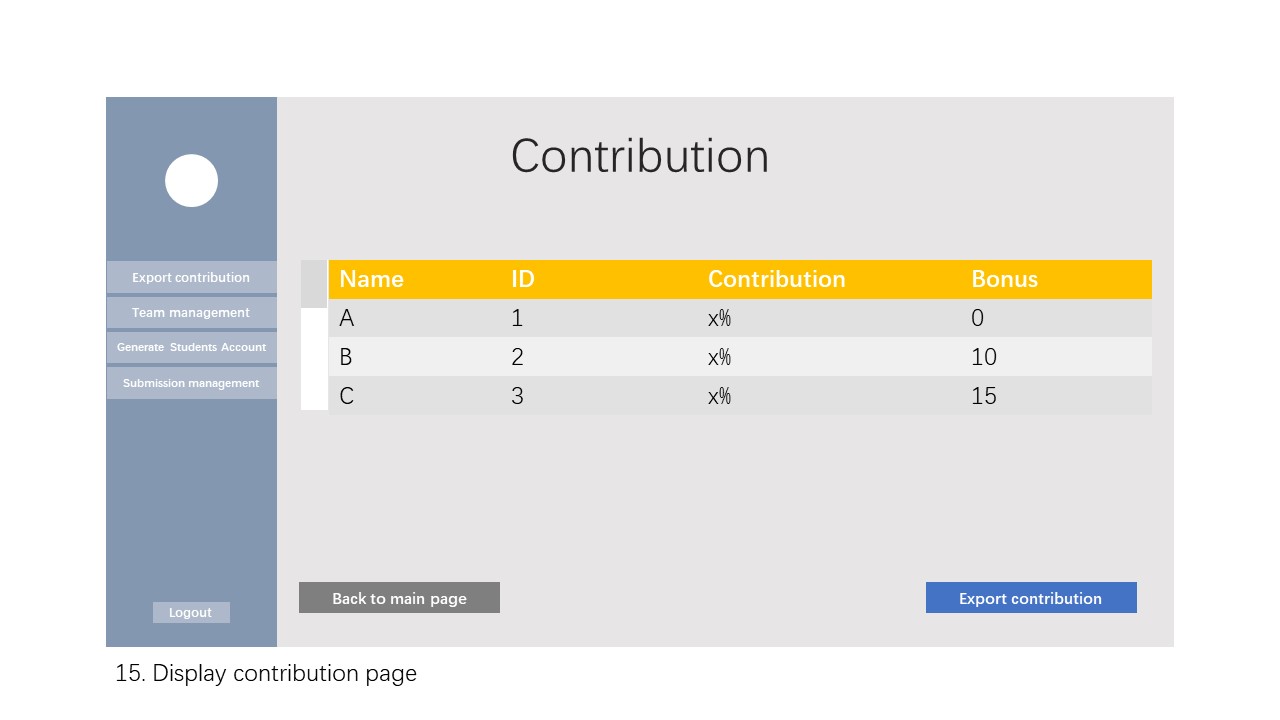 Contribution
Export contribution
Team management
Generate Students Account
Submission management
Logout
Name ID Contribution Bonus
A 1 x% 0
B 2 x% 10
C 3 x% 15
Back to main page
Export contribution
15. Display contribution page